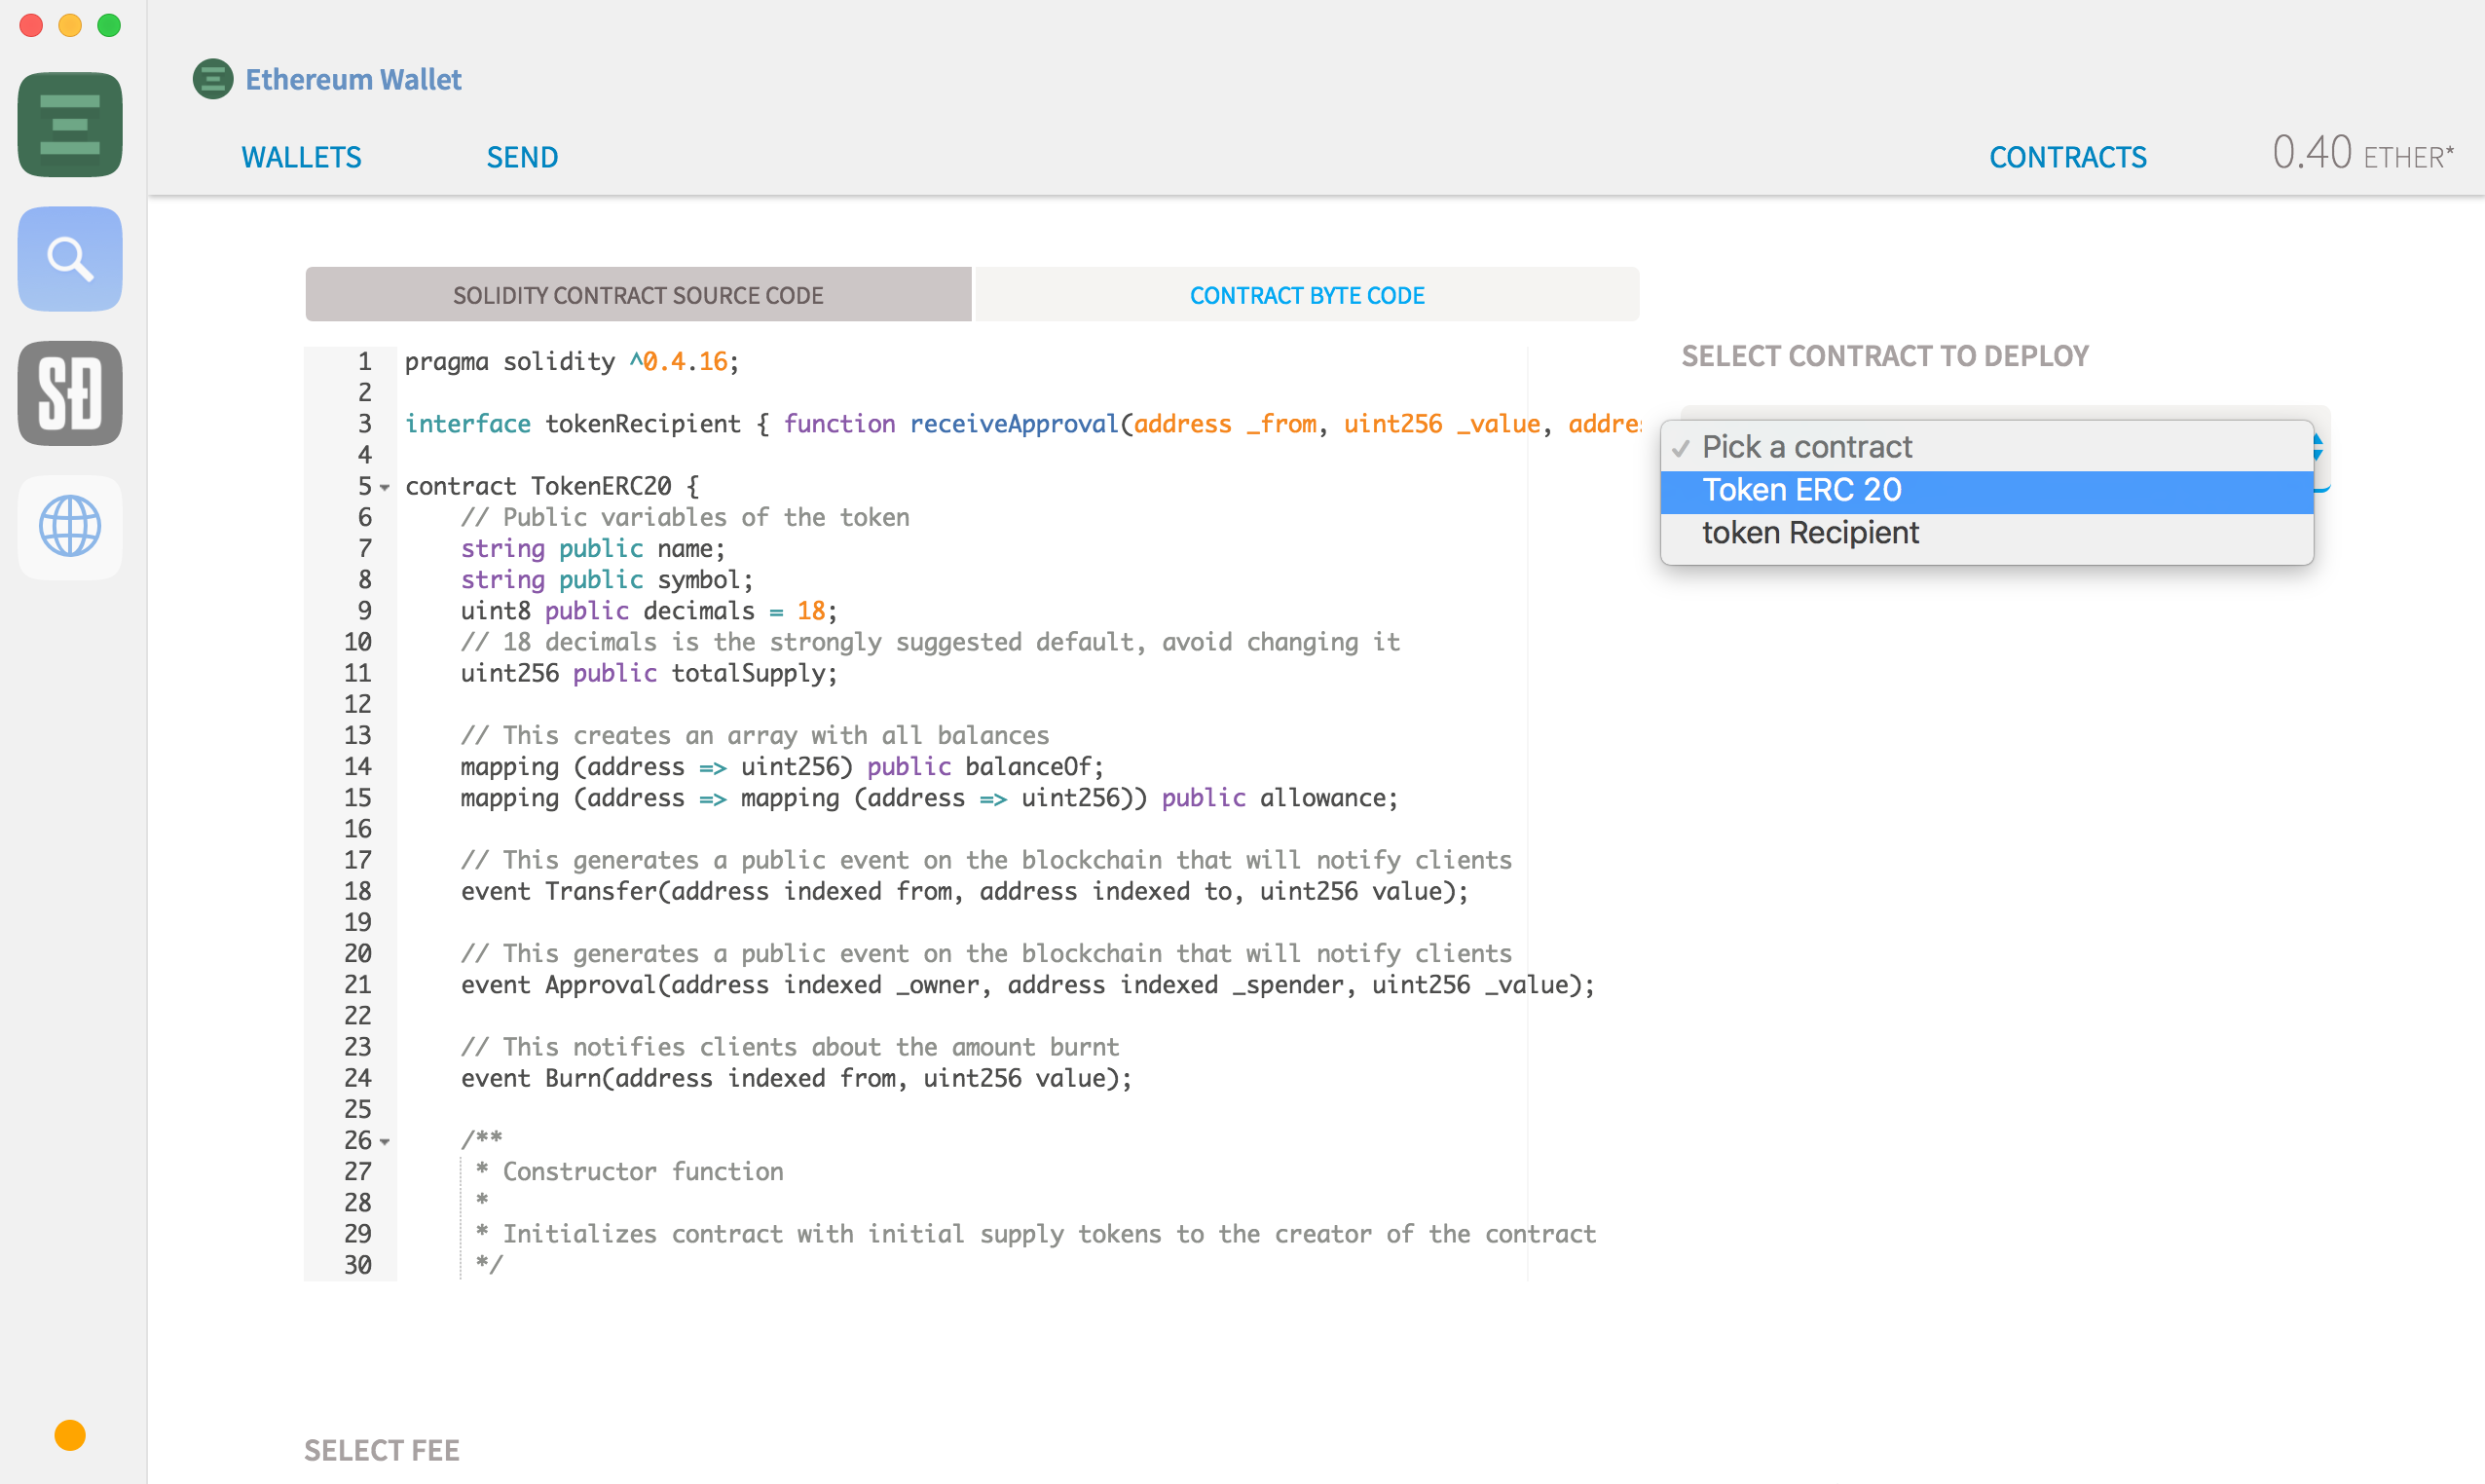 Ethereum Wallet
WALLETS
SEND
CONTRACTS
0.40 ETHER*
SOLIDITY CONTRACT SOURCE CODE
CONTRACT BYTE CODE
1 pragma solidity ^0.4.16;
2
3 interface tokenRecipient { function receiveApproval(address _from, uint256 _value, addre
4
5 contract TokenERC20 {
6 // Public variables of the token
7 string public name;
8 string public symbol;
9 uint8 public decimals = 18;
10 // 18 decimals is the strongly suggested default, avoid changing it
11 uint256 public totalSupply;
12
13 // This creates an array with all balances
14 mapping (address => uint256) public balanceOf;
15 mapping (address => mapping (address => uint256)) public allowance;
16
17 // This generates a public event on the blockchain that will notify clients
18 event Transfer(address indexed from, address indexed to, uint256 value);
19
20 // This generates a public event on the blockchain that will notify clients
21 event Approval(address indexed _owner, address indexed _spender, uint256 _value);
22
23 // This notifies clients about the amount burnt
24 event Burn(address indexed from, uint256 value);
25
26 /**
27 * Constructor function
28 *
29 * Initializes contract with initial supply tokens to the creator of the contract
30 */
SELECT CONTRACT TO DEPLOY
✓ Pick a contract
Token ERC 20
token Recipient
SELECT FEE
SÐ